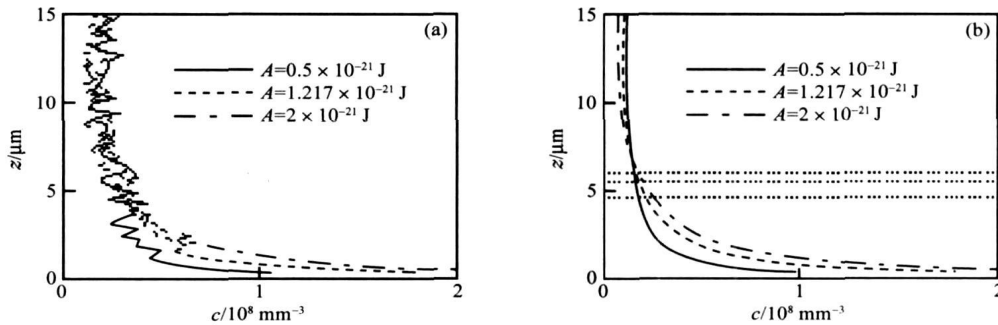 15
(a)
A=0.5 × 10⁻²¹ J
A=1.217 × 10⁻²¹ J
A=2 × 10⁻²¹ J
10
z/μm
5
0
0
1
2
c/10⁸ mm⁻³
15
(b)
A=0.5 × 10⁻²¹ J
A=1.217 × 10⁻²¹ J
A=2 × 10⁻²¹ J
10
z/μm
5
0
0
1
2
c/10⁸ mm⁻³